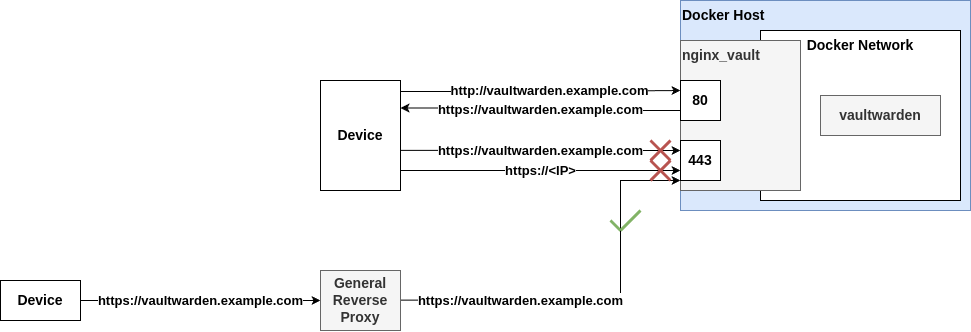 Docker Host
Docker Network
nginx_vault
http://vaultwarden.example.com
80
https://vaultwarden.example.com
vaultwarden
Device
https://vaultwarden.example.com
443
https://<IP>
General
Reverse
Proxy
Device
https://vaultwarden.example.com
https://vaultwarden.example.com